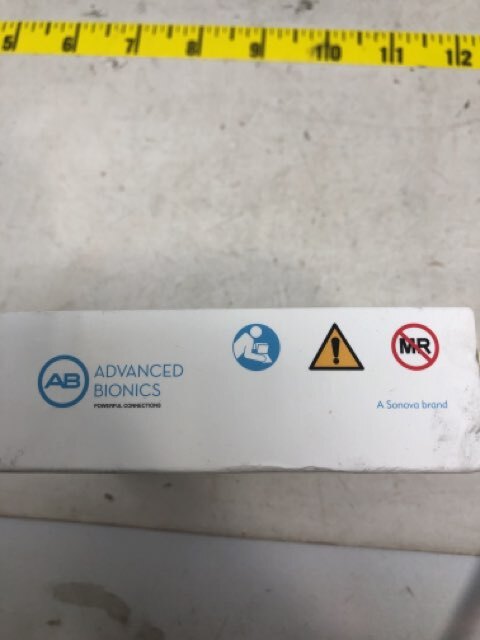 5 6 7 8 9 10 11 12
AB
ADVANCED
BIONICS
POWERFUL CONNECTIONS
MR
A Sonova brand